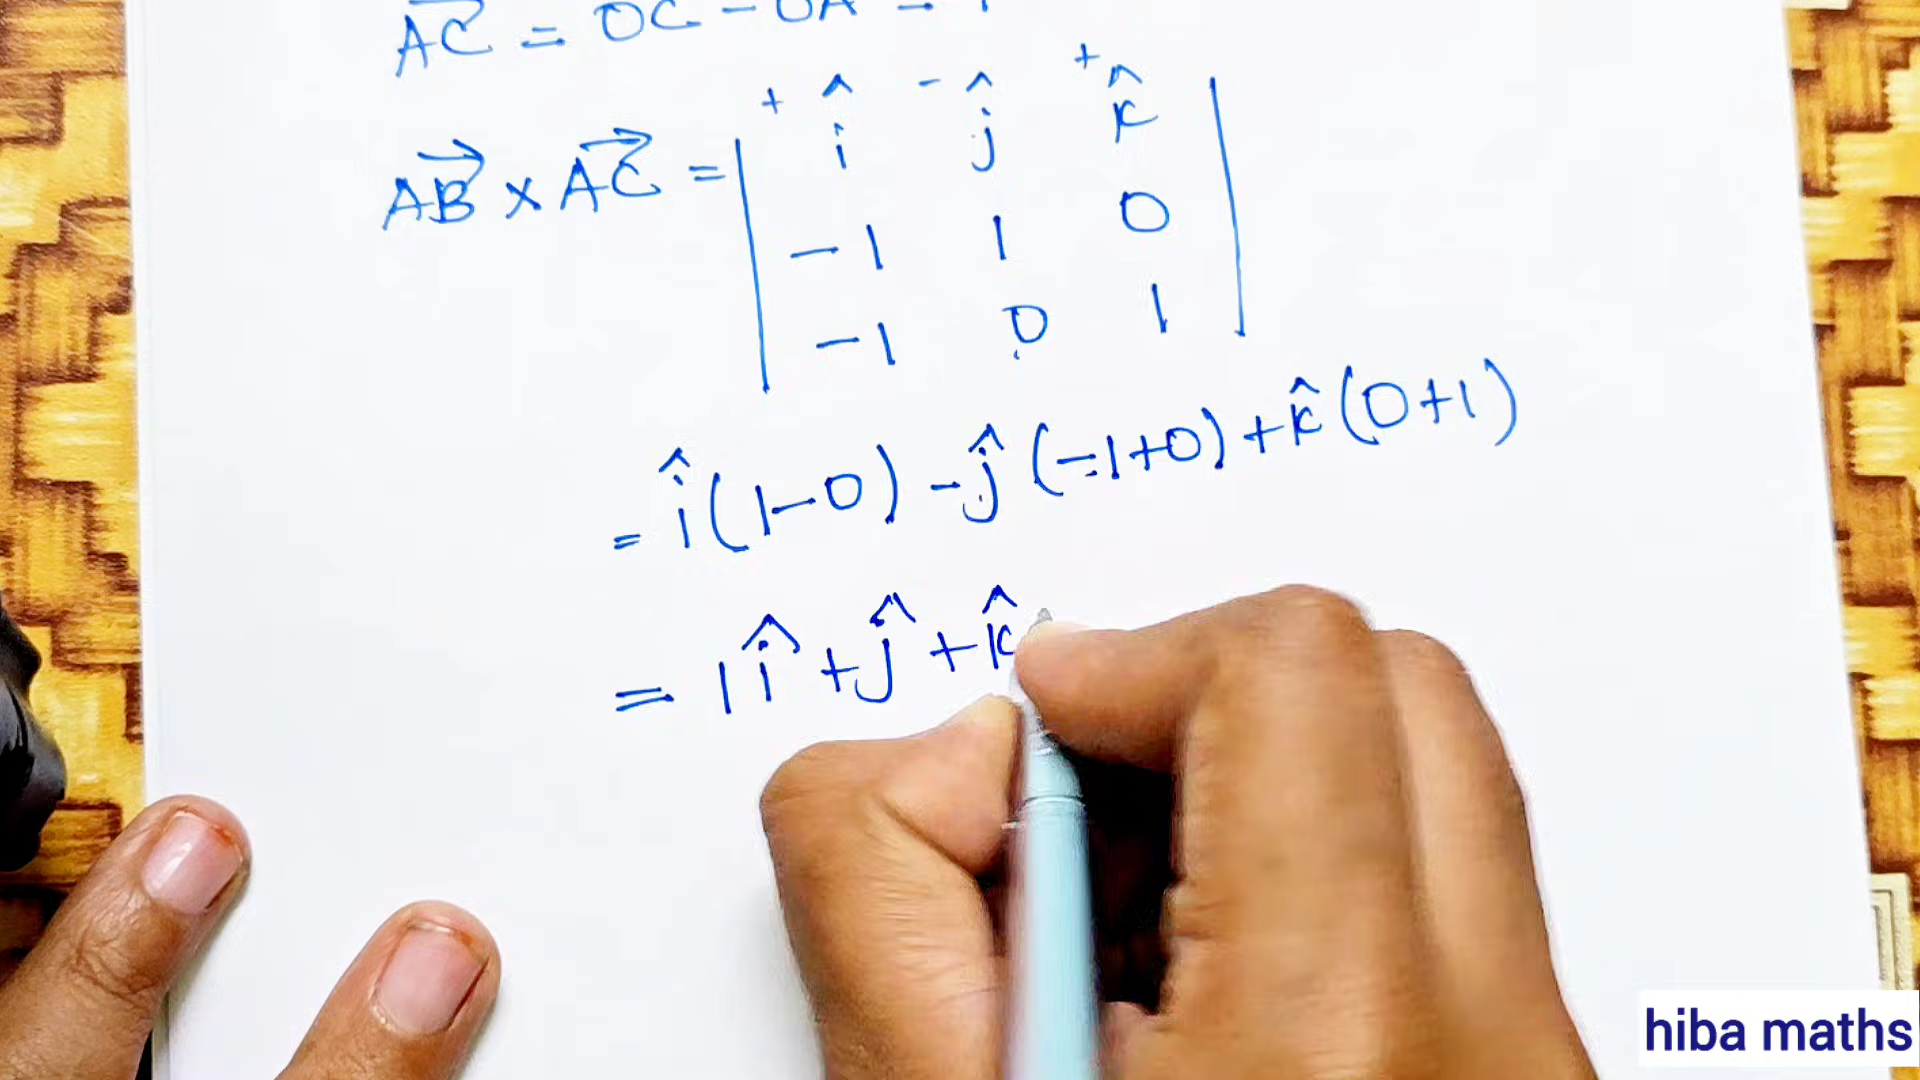 AC = OC - OA =
+ î - ĵ + k̂
AB × AC =
-1 1 0
-1 0 1
= î(1-0) - ĵ(-1+0) + k̂(0+1)
= 1î + ĵ + k̂
hiba maths